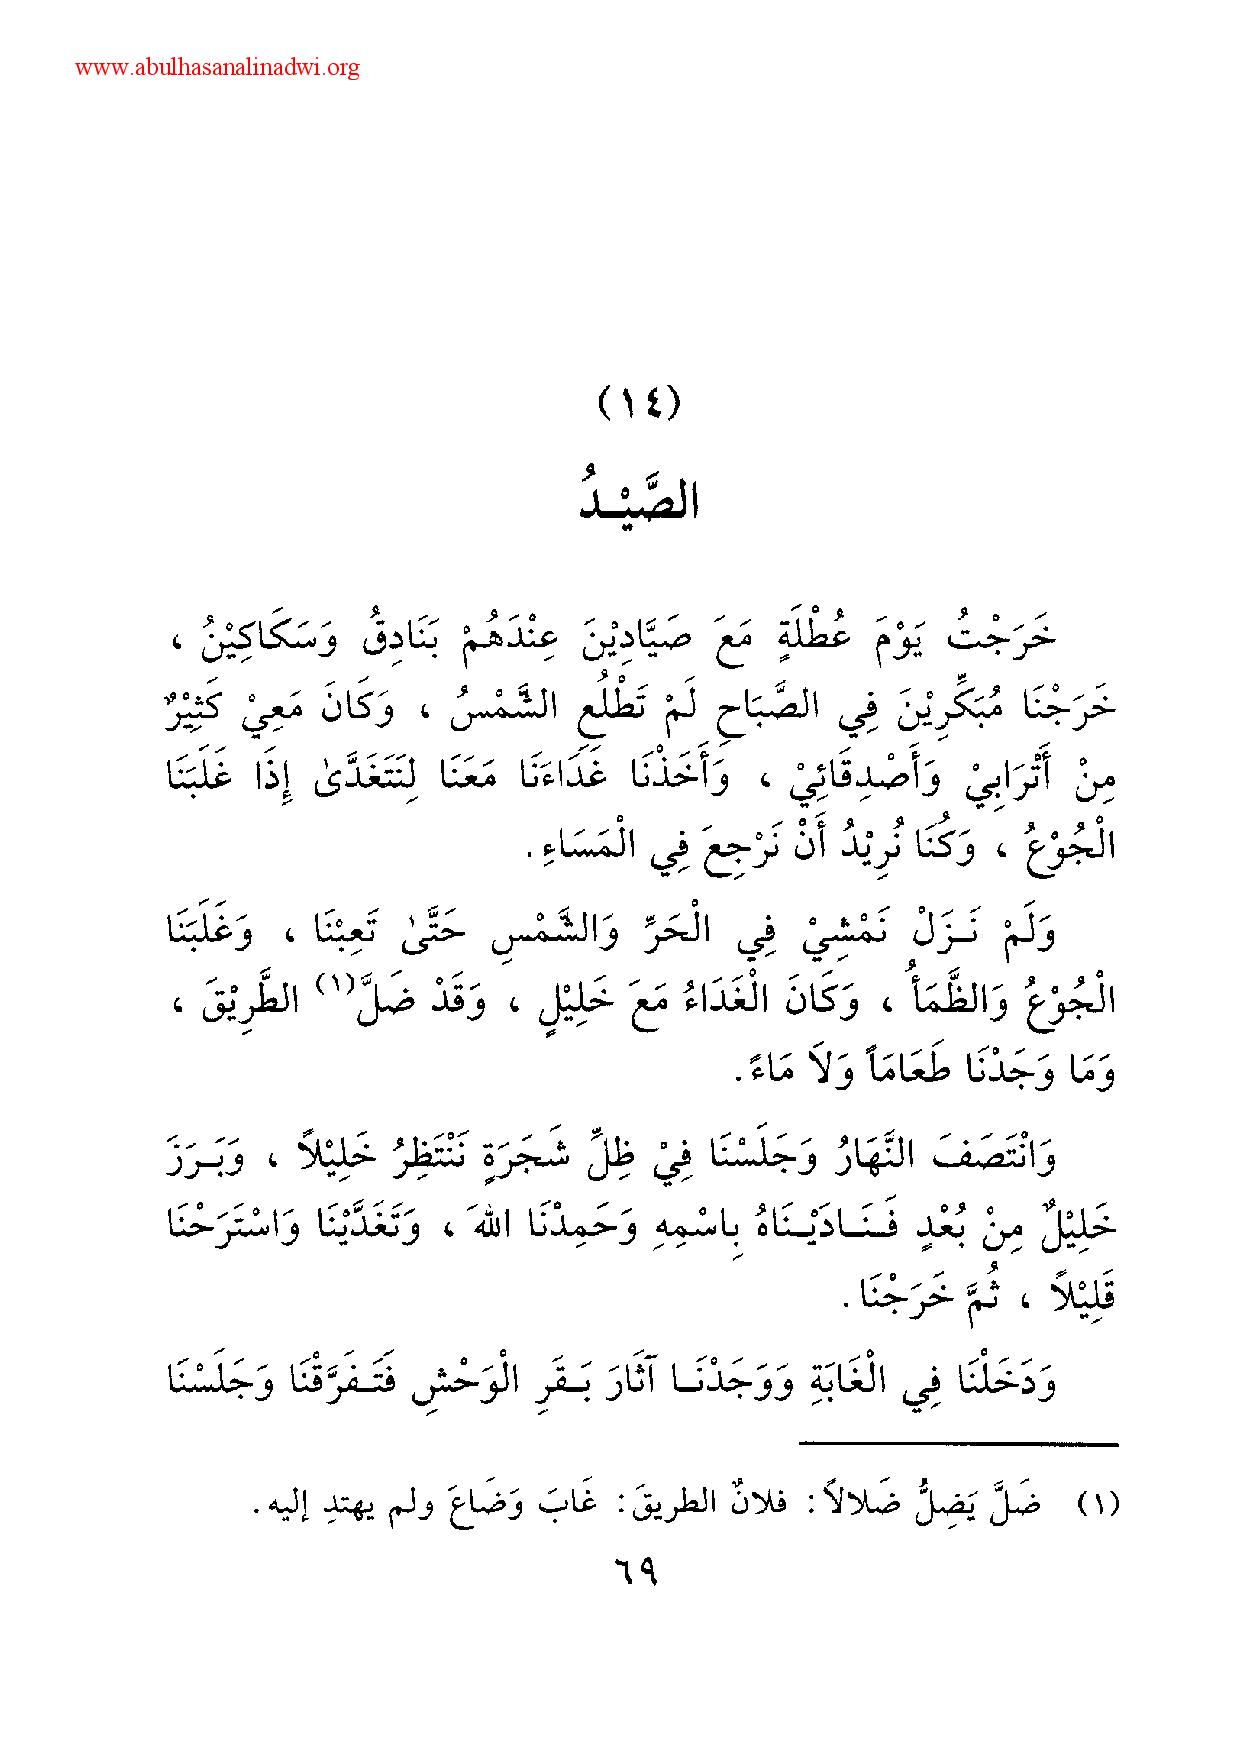 www.abulhasanalinadwi.org
(١٤)
الصَّيْـدُ
خَرَجْتُ يَوْمَ عُطْلَةٍ مَعَ صَيَّادِيْنَ عِنْدَهُمْ بَنَادِقُ وَسَكَاكِيْنُ ،
خَرَجْنَا مُبَكِّرِيْنَ فِي الصَّبَاحِ لَمْ تَطْلُعِ الشَّمْسُ ، وَكَانَ مَعِيْ كَثِيْرٌ
مِنْ أَتْرَابِيْ وَأَصْدِقَائِيْ ، وَأَخَذْنَا غَدَاءَنَا مَعَنَا لِنَتَغَدَّىٰ إِذَا غَلَبَنَا
الْجُوْعُ ، وَكُنَا نُرِيْدُ أَنْ نَرْجِعَ فِي الْمَسَاءِ .
وَلَمْ نَـزَلْ نَمْشِيْ فِي الْحَرِّ وَالشَّمْسِ حَتَّىٰ تَعِبْنَا ، وَغَلَبَنَا
الْجُوْعُ وَالظَّمَأُ ، وَكَانَ الْغَدَاءُ مَعَ خَلِيْلٍ ، وَقَدْ ضَلَّ(١) الطَّرِيْقَ ،
وَمَا وَجَدْنَا طَعَامَاً وَلاَ مَاءً .
وَانْتَصَفَ النَّهَارُ وَجَلَسْنَا فِيْ ظِلِّ شَجَرَةٍ نَنْتَظِرُ خَلِيْلاً ، وَبَـرَزَ
خَلِيْلٌ مِنْ بُعْدٍ فَـنَـادَيْـنَاهُ بِاسْمِهِ وَحَمِدْنَا اللهَ ، وَتَغَدَّيْنَا وَاسْتَرَحْنَا
قَلِيْلاً ، ثُمَّ خَرَجْنَا .
وَدَخَلْنَا فِي الْغَابَةِ وَوَجَدْنَـا آثَارَ بَـقَرِ الْوَحْشِ فَتَـفَرَّقْنَا وَجَلَسْنَا
(١) ضَلَّ يَضِلُّ ضَلالاً : فلانٌ الطريقَ : غَابَ وَضَاعَ ولم يهتدِ إليه .
٦٩